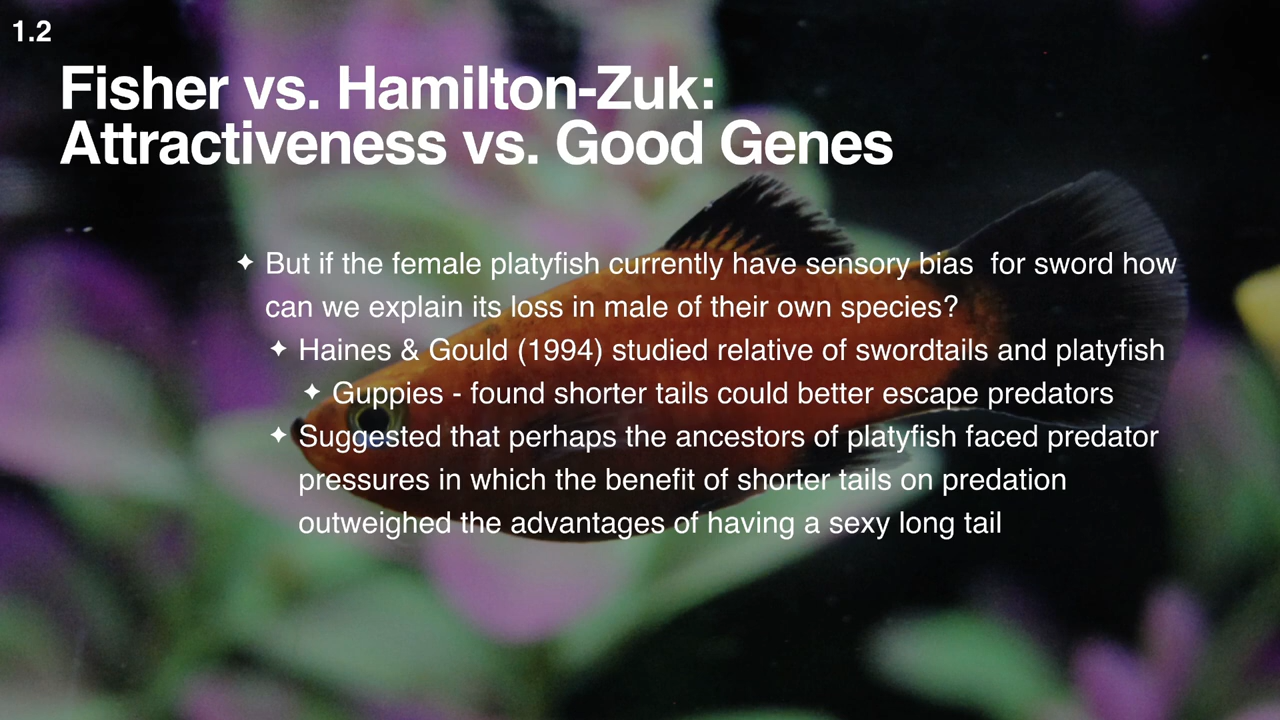 1.2
Fisher vs. Hamilton-Zuk:
Attractiveness vs. Good Genes
✦ But if the female platyfish currently have sensory bias  for sword how
can we explain its loss in male of their own species?
✦ Haines & Gould (1994) studied relative of swordtails and platyfish
✦ Guppies - found shorter tails could better escape predators
✦ Suggested that perhaps the ancestors of platyfish faced predator
pressures in which the benefit of shorter tails on predation
outweighed the advantages of having a sexy long tail